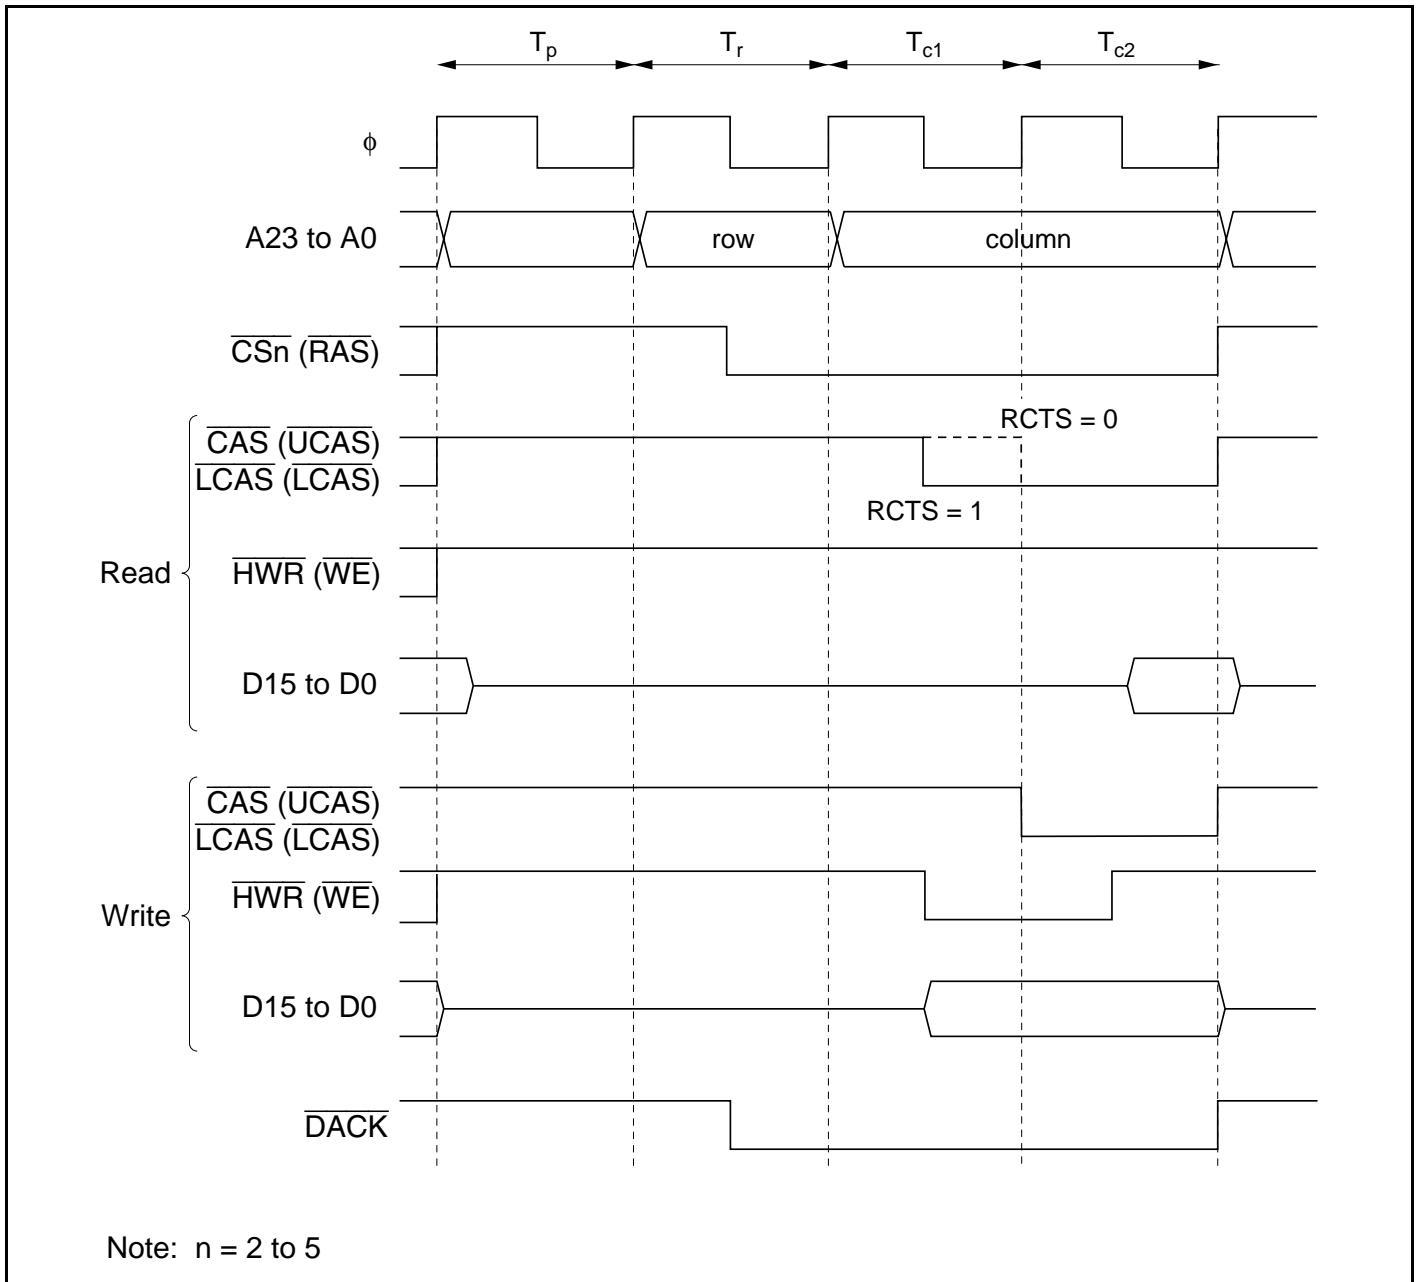 Tp Tr Tc1 Tc2
ϕ
A23 to A0
row column
CSn (RAS)
RCTS = 0
CAS (UCAS)
LCAS (LCAS)
RCTS = 1
Read
HWR (WE)
D15 to D0
CAS (UCAS)
LCAS (LCAS)
HWR (WE)
Write
D15 to D0
DACK
Note: n = 2 to 5